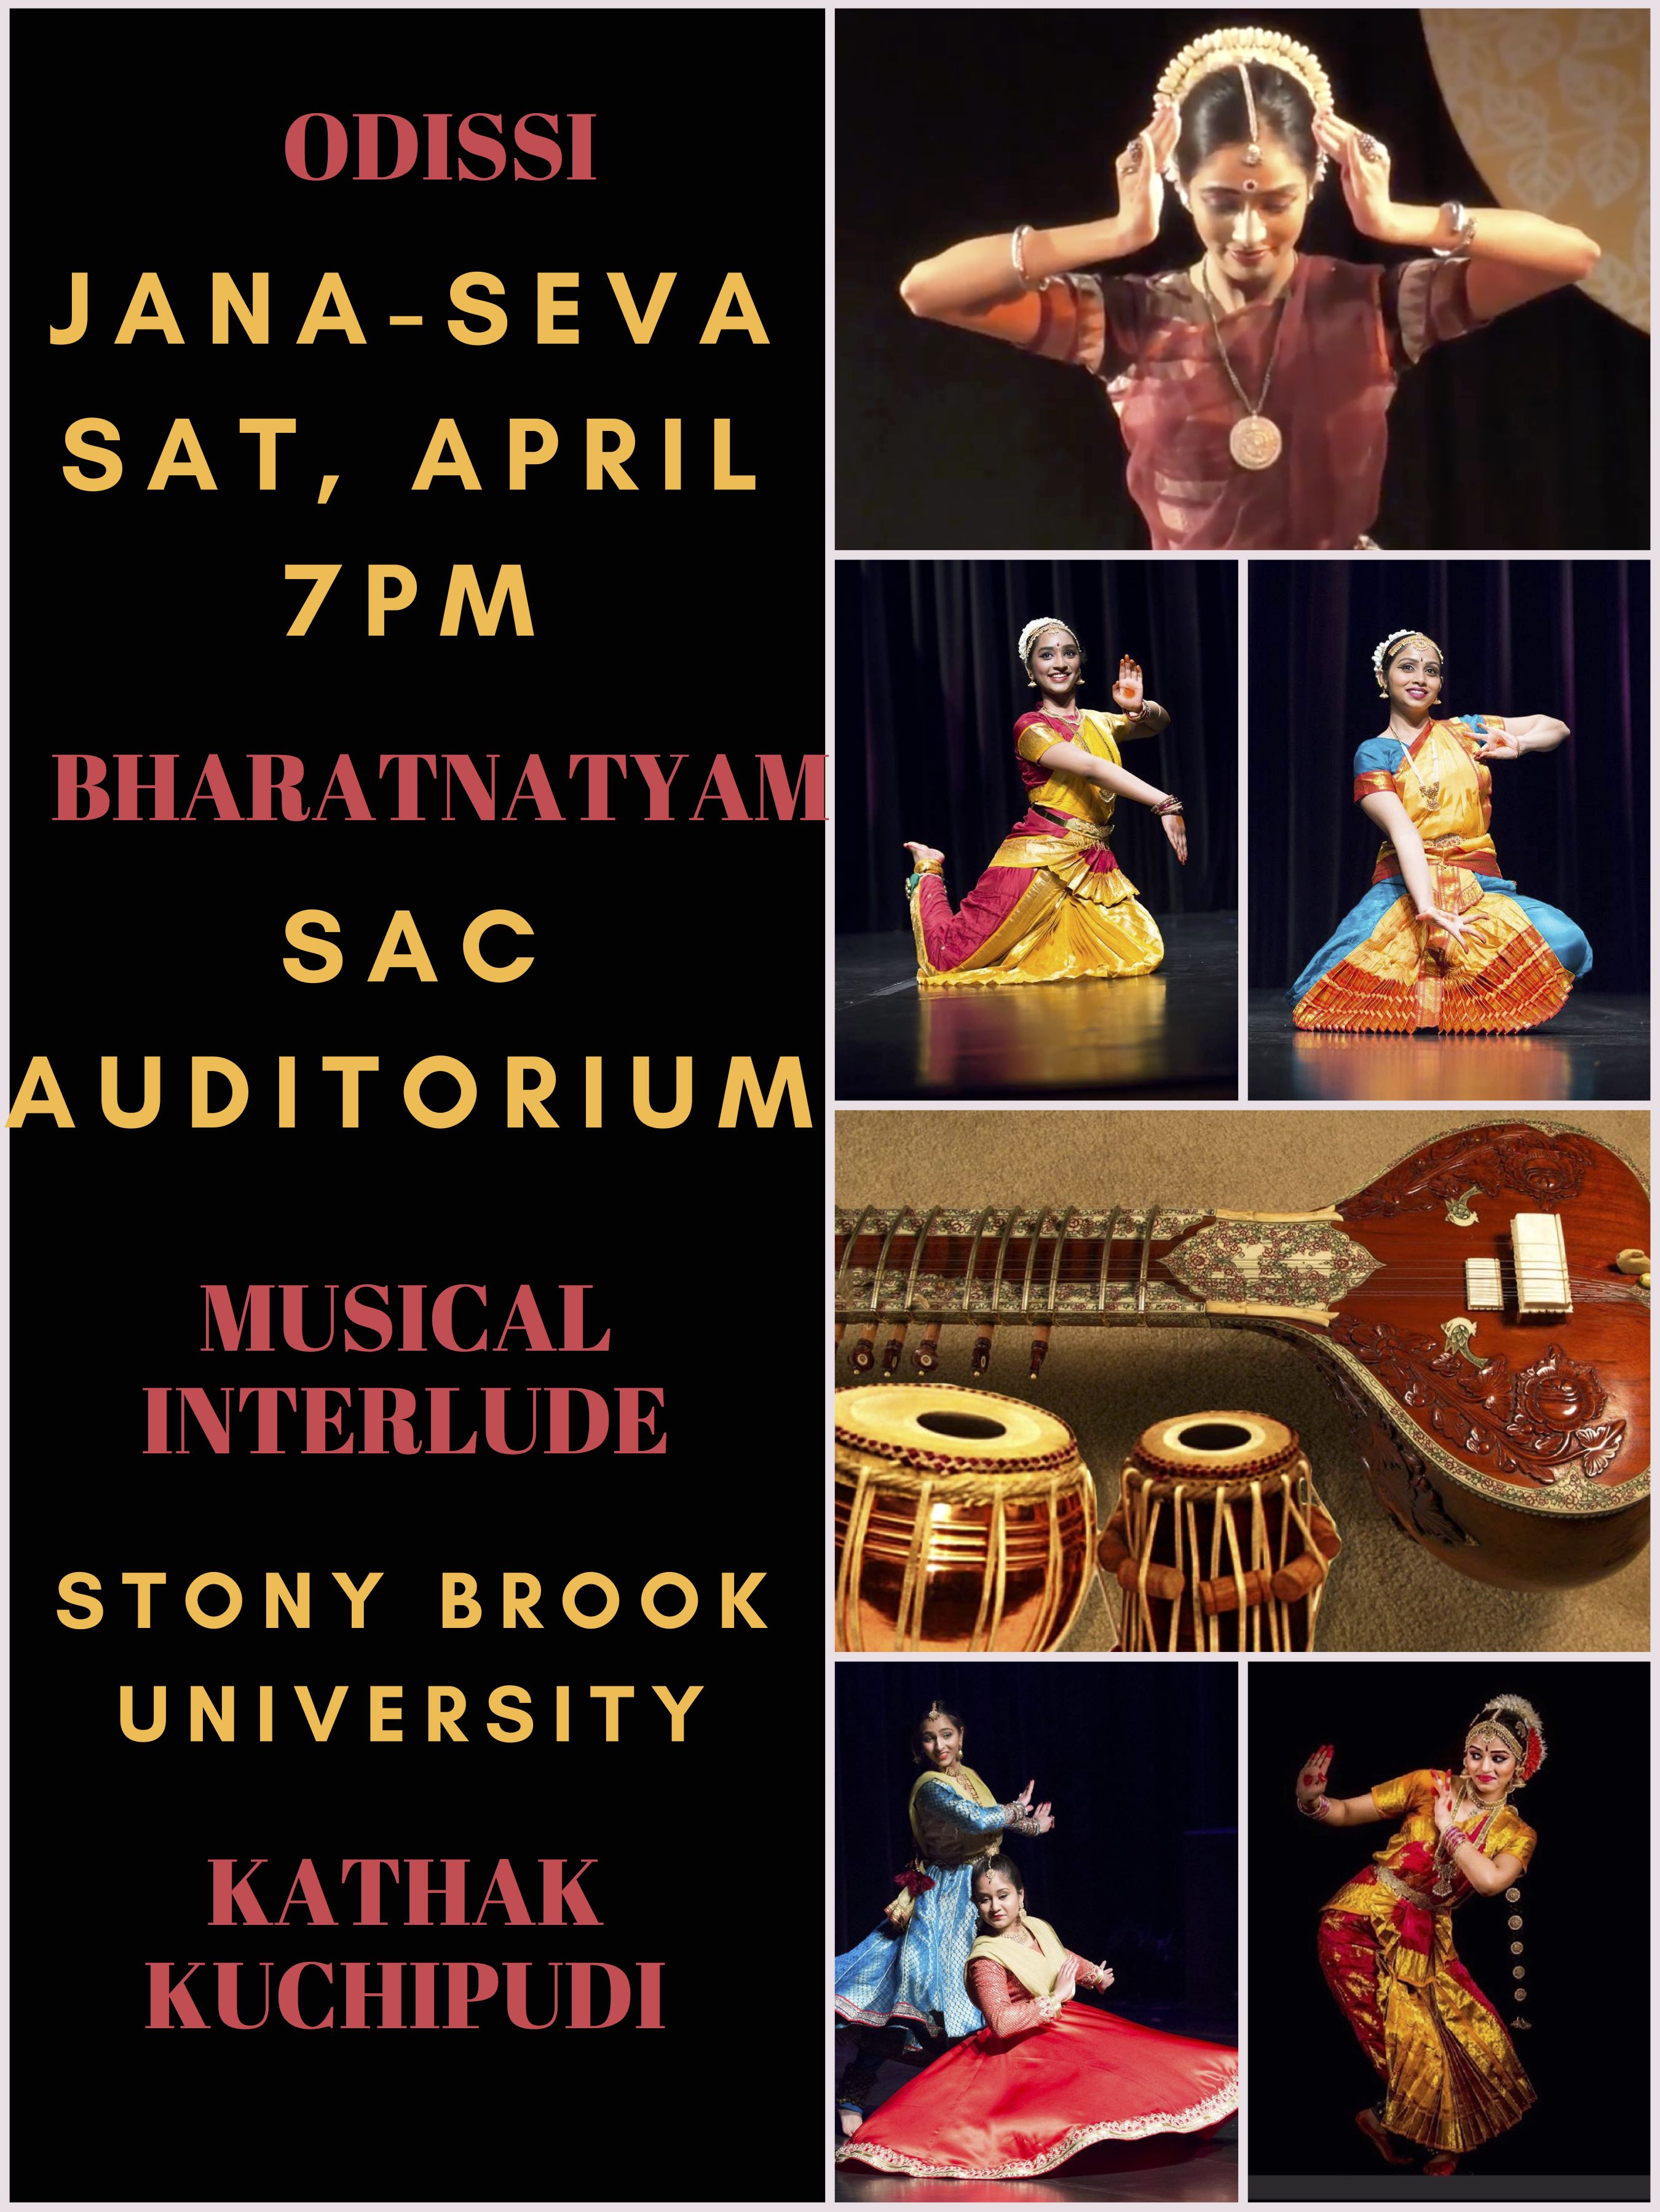 ODISSI
JANA-SEVA
SAT, APRIL
7PM
BHARATNATYAM
SAC
AUDITORIUM
MUSICAL
INTERLUDE
STONY BROOK
UNIVERSITY
KATHAK
KUCHIPUDI